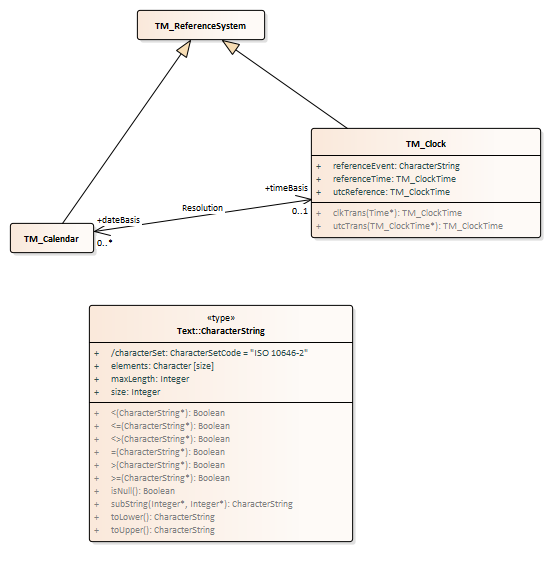 TM_ReferenceSystem
TM_Clock
+ referenceEvent: CharacterString
+ referenceTime: TM_ClockTime
+ utcReference: TM_ClockTime
+ clkTrans(Time*): TM_ClockTime
+ utcTrans(TM_ClockTime*): TM_ClockTime
+timeBasis
0..1
Resolution
+dateBasis
0..*
TM_Calendar
«type»
Text::CharacterString
+ /characterSet: CharacterSetCode = "ISO 10646-2"
+ elements: Character [size]
+ maxLength: Integer
+ size: Integer
+ <(CharacterString*): Boolean
+ <=(CharacterString*): Boolean
+ <>(CharacterString*): Boolean
+ =(CharacterString*): Boolean
+ >(CharacterString*): Boolean
+ >=(CharacterString*): Boolean
+ isNull(): Boolean
+ subString(Integer*, Integer*): CharacterString
+ toLower(): CharacterString
+ toUpper(): CharacterString